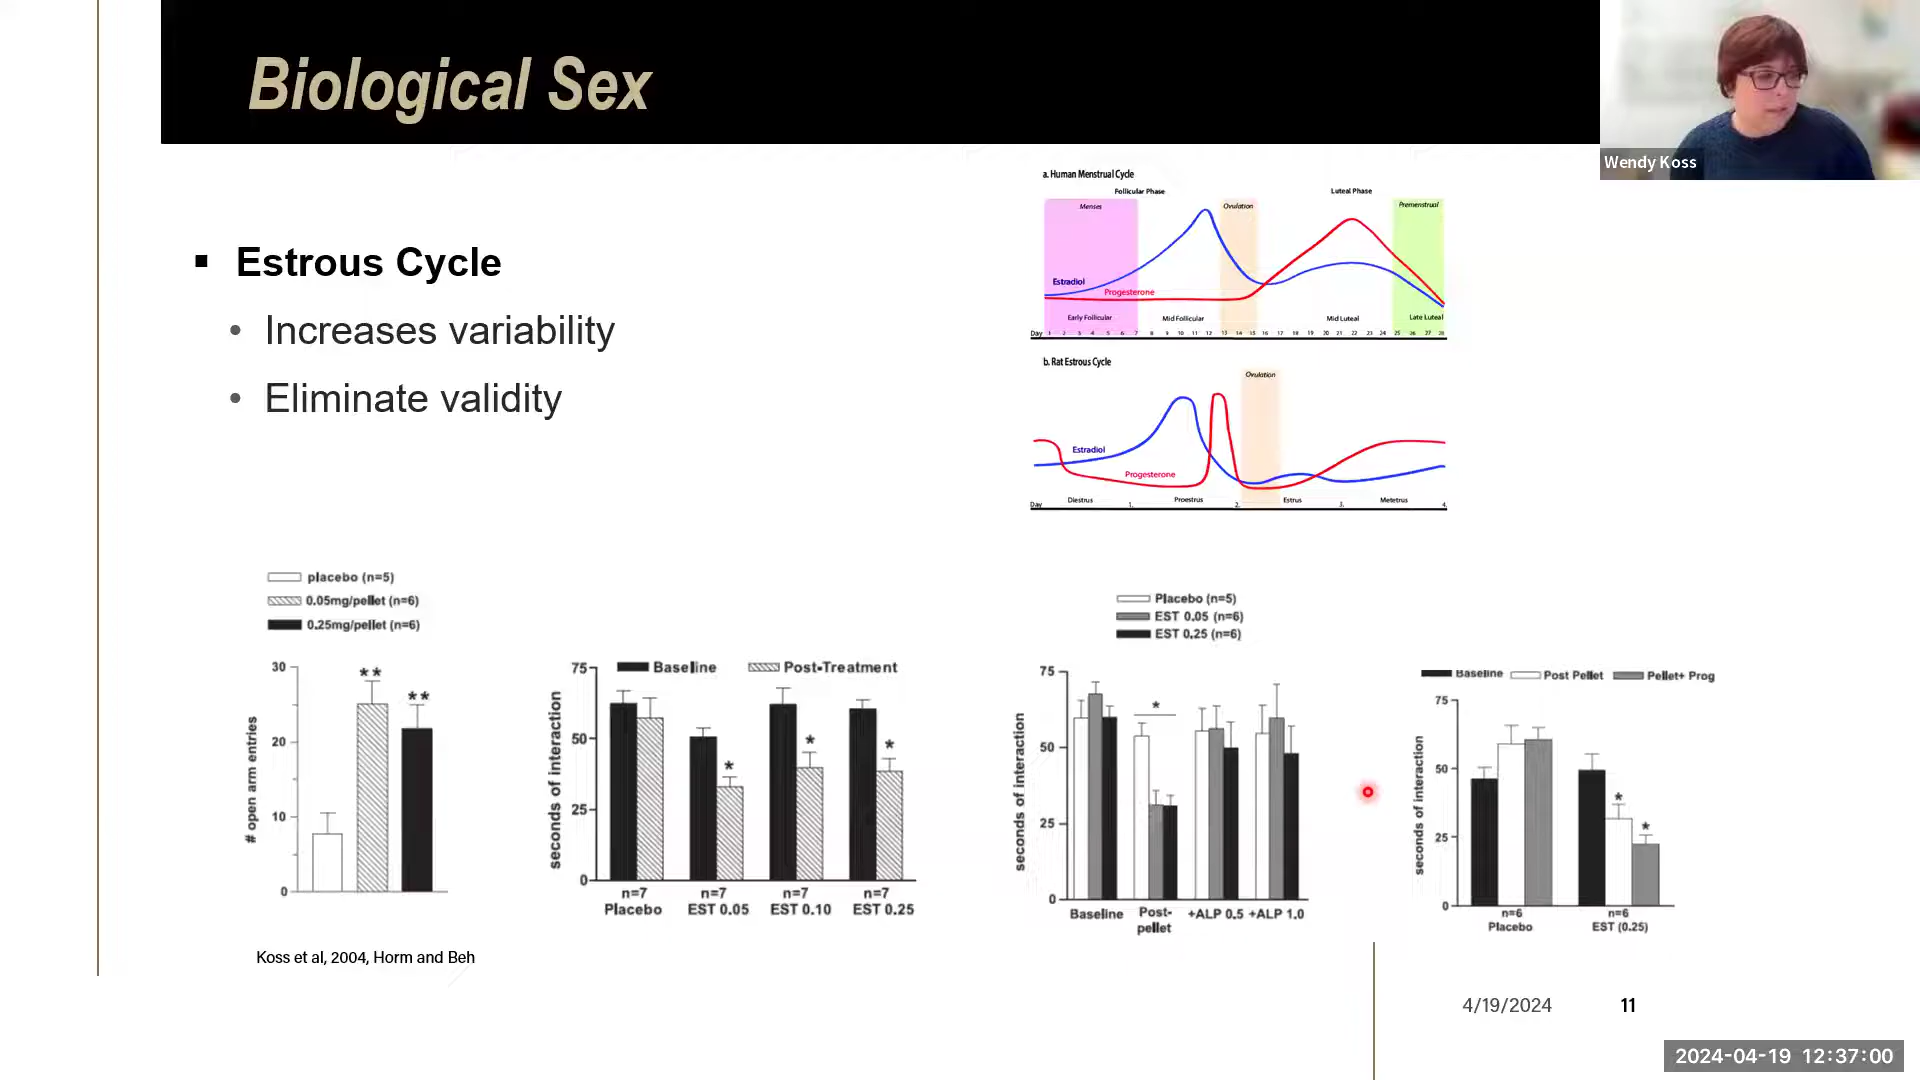 Biological Sex
Wendy Koss
▪ Estrous Cycle
• Increases variability
• Eliminate validity
a. Human Menstrual Cycle
Follicular Phase
Luteal Phase
Menses
Ovulation
Premenstrual
Estradiol
Progesterone
Early Follicular
Mid Follicular
Mid Luteal
Late Luteal
Day 1 2 3 4 5 6 7 8 9 10 11 12 13 14 15 16 17 18 19 20 21 22 23 24 25 26 27 28
b. Rat Estrous Cycle
Ovulation
Estradiol
Progesterone
Diestrus
Proestrus
Estrus
Metetrus
Day 1. 2. 3. 4.
placebo (n=5)
0.05mg/pellet (n=6)
0.25mg/pellet (n=6)
# open arm entries
30
20
10
0
**
**
Baseline
Post-Treatment
seconds of interaction
75
50
25
0
*
*
*
n=7 n=7 n=7 n=7
Placebo EST 0.05 EST 0.10 EST 0.25
Placebo (n=5)
EST 0.05 (n=6)
EST 0.25 (n=6)
seconds of interaction
75
50
25
0
*
Baseline Post-pellet +ALP 0.5 +ALP 1.0
Baseline Post Pellet Pellet+ Prog
seconds of interaction
75
50
25
0
*
*
n=6 n=6
Placebo EST (0.25)
Koss et al, 2004, Horm and Beh
4/19/2024
11
2024-04-19 12:37:00